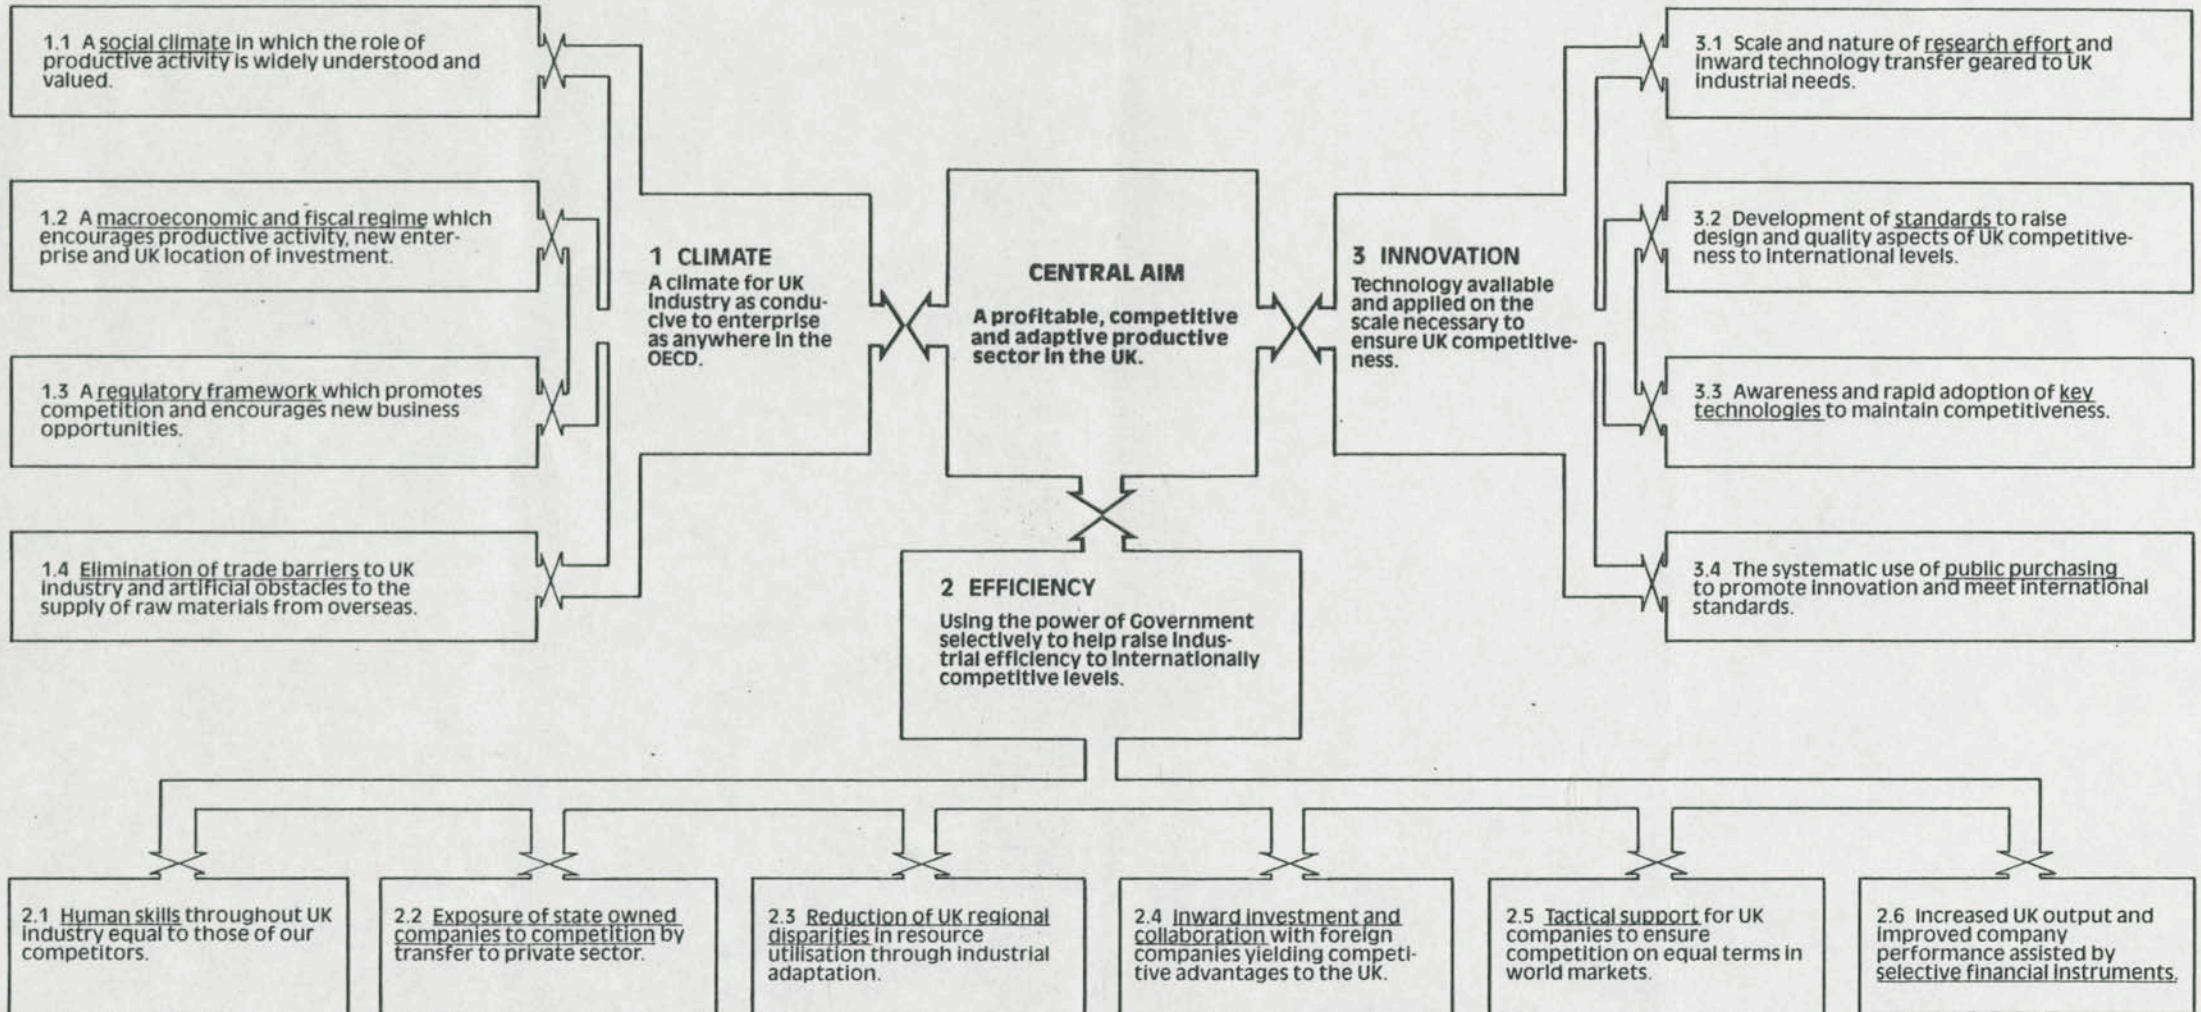 1.1 A social climate in which the role of
productive activity is widely understood and
valued.
1.2 A macroeconomic and fiscal regime which
encourages productive activity, new enter-
prise and UK location of investment.
1.3 A regulatory framework which promotes
competition and encourages new business
opportunities.
1.4 Elimination of trade barriers to UK
industry and artificial obstacles to the
supply of raw materials from overseas.
1 CLIMATE
A climate for UK
industry as condu-
cive to enterprise
as anywhere in the
OECD.
CENTRAL AIM
A profitable, competitive
and adaptive productive
sector in the UK.
3 INNOVATION
Technology available
and applied on the
scale necessary to
ensure UK competitive-
ness.
3.1 Scale and nature of research effort and
inward technology transfer geared to UK
industrial needs.
3.2 Development of standards to raise
design and quality aspects of UK competitive-
ness to international levels.
3.3 Awareness and rapid adoption of key
technologies to maintain competitiveness.
3.4 The systematic use of public purchasing
to promote innovation and meet international
standards.
2 EFFICIENCY
Using the power of Government
selectively to help raise indus-
trial efficiency to internationally
competitive levels.
2.1 Human skills throughout UK
industry equal to those of our
competitors.
2.2 Exposure of state owned
companies to competition by
transfer to private sector.
2.3 Reduction of UK regional
disparities in resource
utilisation through industrial
adaptation.
2.4 Inward investment and
collaboration with foreign
companies yielding competi-
tive advantages to the UK.
2.5 Tactical support for UK
companies to ensure
competition on equal terms in
world markets.
2.6 Increased UK output and
improved company
performance assisted by
selective financial instruments.